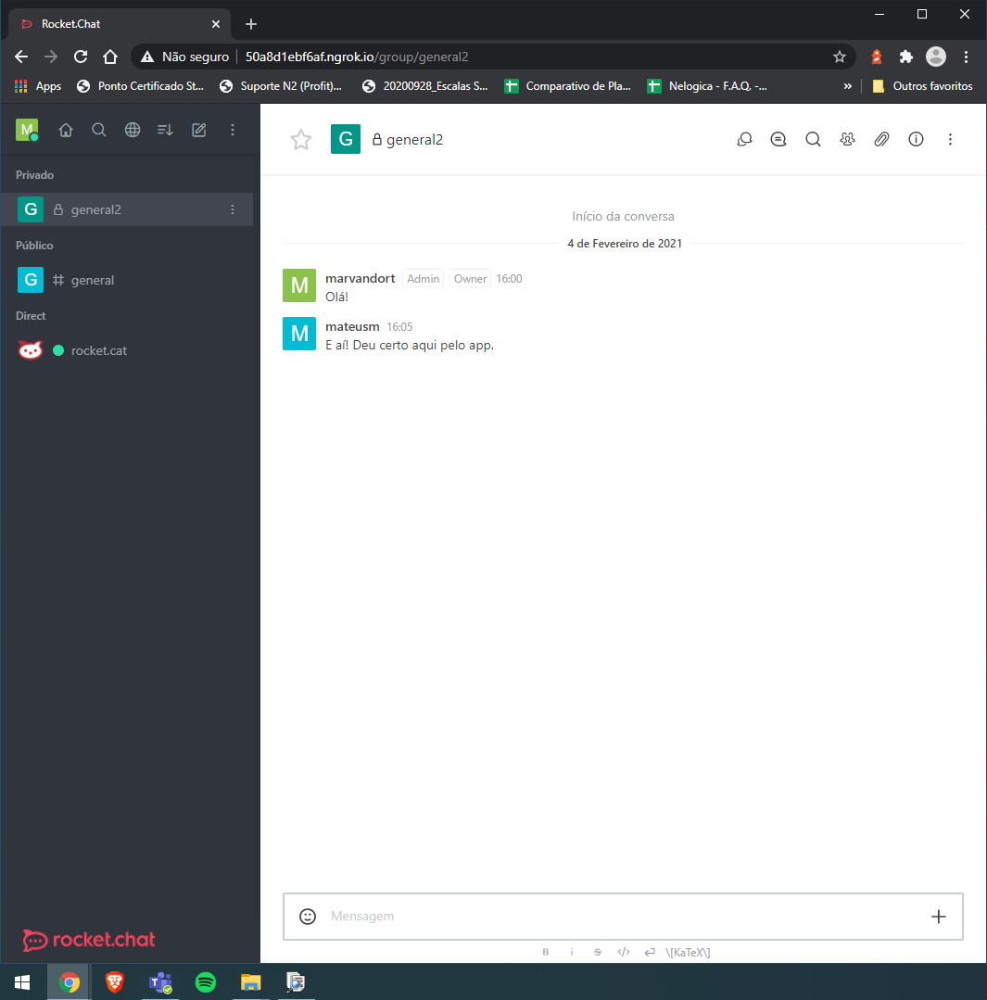 Rocket.Chat
Não seguro 50a8d1ebf6af.ngrok.io/group/general2
Apps Ponto Certificado St... Suporte N2 (Profit)... 20200928_Escalas S... Comparativo de Pla... Nelogica - F.A.Q. -... » Outros favoritos
M
G general2
Privado
G general2
Público
G # general
Direct
rocket.cat
Início da conversa
4 de Fevereiro de 2021
M marvandort Admin Owner 16:00
Olá!
M mateusm 16:05
E aí! Deu certo aqui pelo app.
Mensagem
B i S </> \[KaTeX\]
rocket.chat